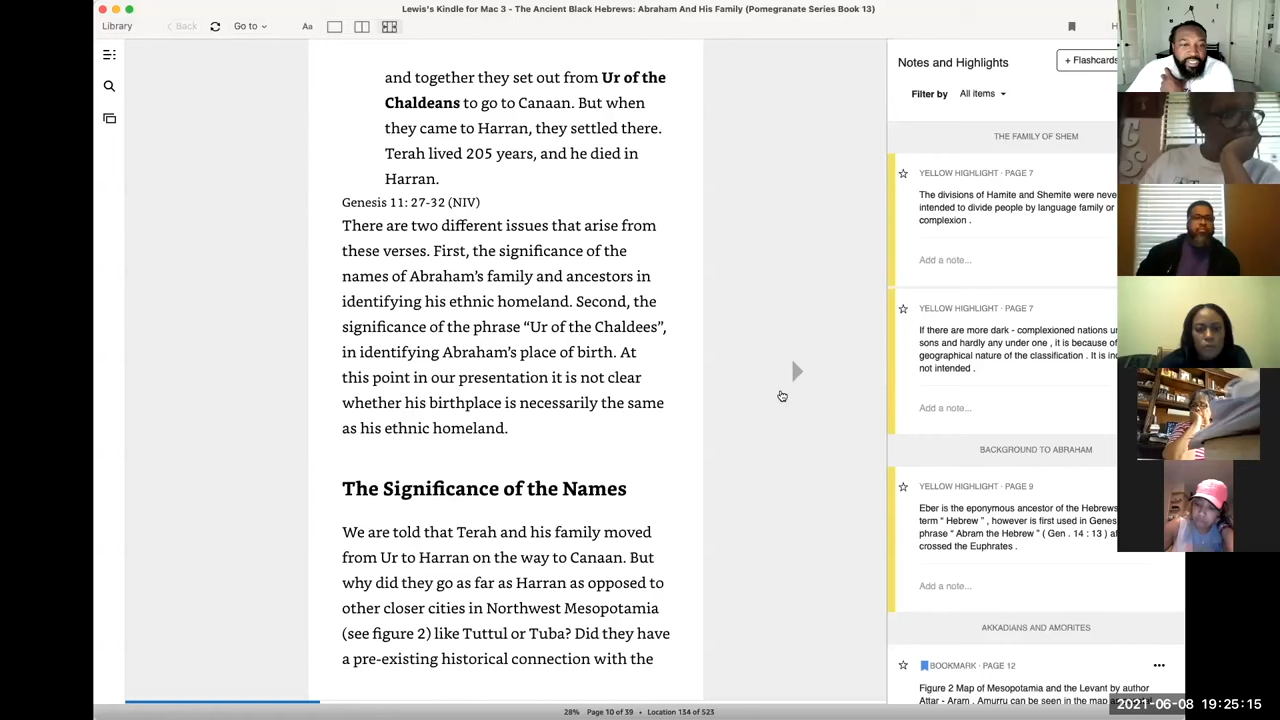 Lewis's Kindle for Mac 3 - The Ancient Black Hebrews: Abraham And His Family (Pomegranate Series Book 13)
Library
Back
Go to
Aa
and together they set out from Ur of the
Chaldeans to go to Canaan. But when
they came to Harran, they settled there.
Terah lived 205 years, and he died in
Harran.
Genesis 11: 27-32 (NIV)
There are two different issues that arise from
these verses. First, the significance of the
names of Abraham's family and ancestors in
identifying his ethnic homeland. Second, the
significance of the phrase “Ur of the Chaldees”,
in identifying Abraham's place of birth. At
this point in our presentation it is not clear
whether his birthplace is necessarily the same
as his ethnic homeland.
The Significance of the Names
We are told that Terah and his family moved
from Ur to Harran on the way to Canaan. But
why did they go as far as Harran as opposed to
other closer cities in Northwest Mesopotamia
(see figure 2) like Tuttul or Tuba? Did they have
a pre-existing historical connection with the
28% Page 10 of 39 • Location 134 of 523
Notes and Highlights
+ Flashcards
Filter by All items
THE FAMILY OF SHEM
YELLOW HIGHLIGHT · PAGE 7
The divisions of Hamite and Shemite were neve
intended to divide people by language family or
complexion .
Add a note...
YELLOW HIGHLIGHT · PAGE 7
If there are more dark - complexioned nations u
sons and hardly any under one , it is because of
geographical nature of the classification . It is in
not intended .
Add a note...
BACKGROUND TO ABRAHAM
YELLOW HIGHLIGHT · PAGE 9
Eber is the eponymous ancestor of the Hebrews
term “ Hebrew ” , however is first used in Genes
phrase “ Abram the Hebrew ” ( Gen . 14 : 13 ) a
crossed the Euphrates .
Add a note...
AKKADIANS AND AMORITES
BOOKMARK · PAGE 12
Figure 2 Map of Mesopotamia and the Levant by author
Attar - Aram . Amurru can be seen in the map a
2021-06-08 19:25:15